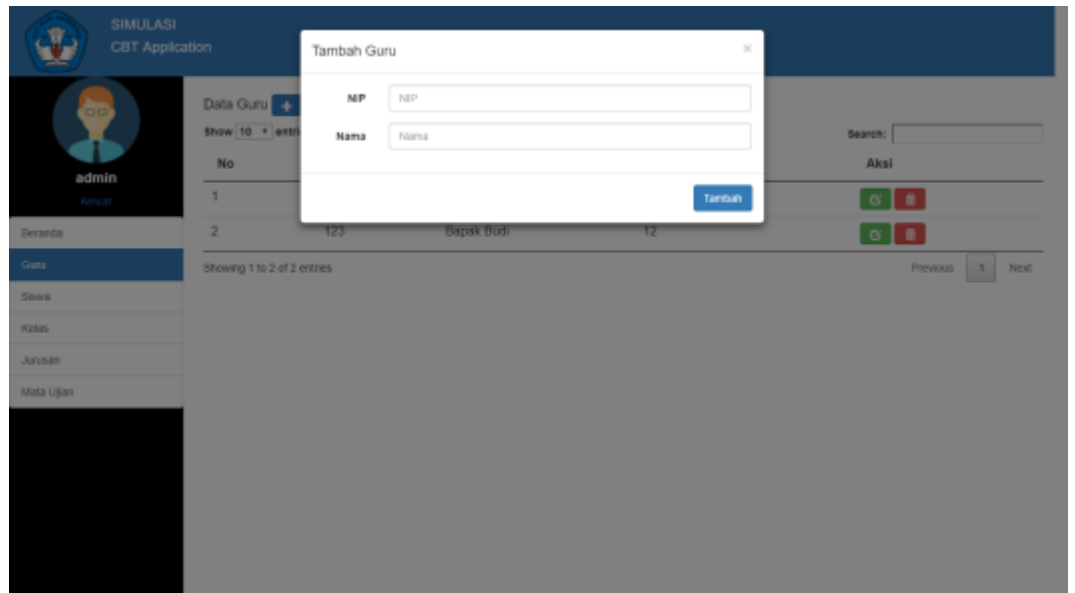 SIMULASI
CBT Application
Tambah Guru ×
NIP NIP
Nama Nama
Tambah
admin
Keluar
Beranda
Guru
Siswa
Kelas
Jurusan
Mata Ujian
Data Guru +
Show 10 entri
Search:
No Aksi
1
2 123 Bapak Budi 12
Showing 1 to 2 of 2 entries
Previous 1 Next